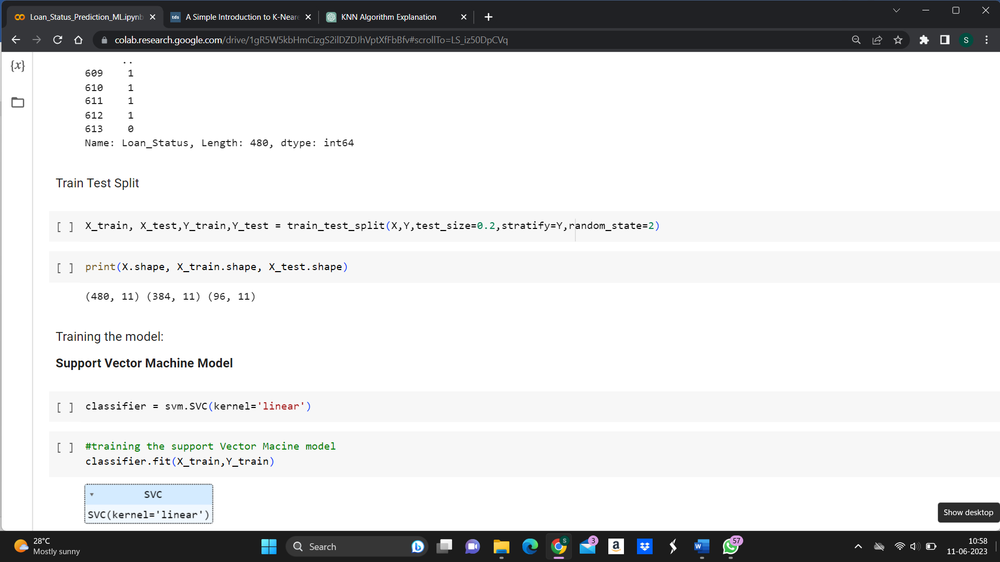 Loan_Status_Prediction_ML.ipynb
tds A Simple Introduction to K-Neare
KNN Algorithm Explanation
colab.research.google.com/drive/1gR5W5kbHmCizgS2ilDZDJhVptXfFbBfv#scrollTo=LS_iz50DpCVq
S
{x}
..
609 1
610 1
611 1
612 1
613 0
Name: Loan_Status, Length: 480, dtype: int64
Train Test Split
[ ] X_train, X_test,Y_train,Y_test = train_test_split(X,Y,test_size=0.2,stratify=Y,random_state=2)
[ ] print(X.shape, X_train.shape, X_test.shape)
(480, 11) (384, 11) (96, 11)
Training the model:
Support Vector Machine Model
[ ] classifier = svm.SVC(kernel='linear')
[ ] #training the support Vector Macine model
classifier.fit(X_train,Y_train)
SVC
SVC(kernel='linear')
Show desktop
28°C
Mostly sunny
Search
S
3
a
W
57
10:58
11-06-2023